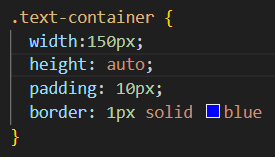 .text-container {
  width:150px;
  height: auto;
  padding: 10px;
  border: 1px solid blue
}